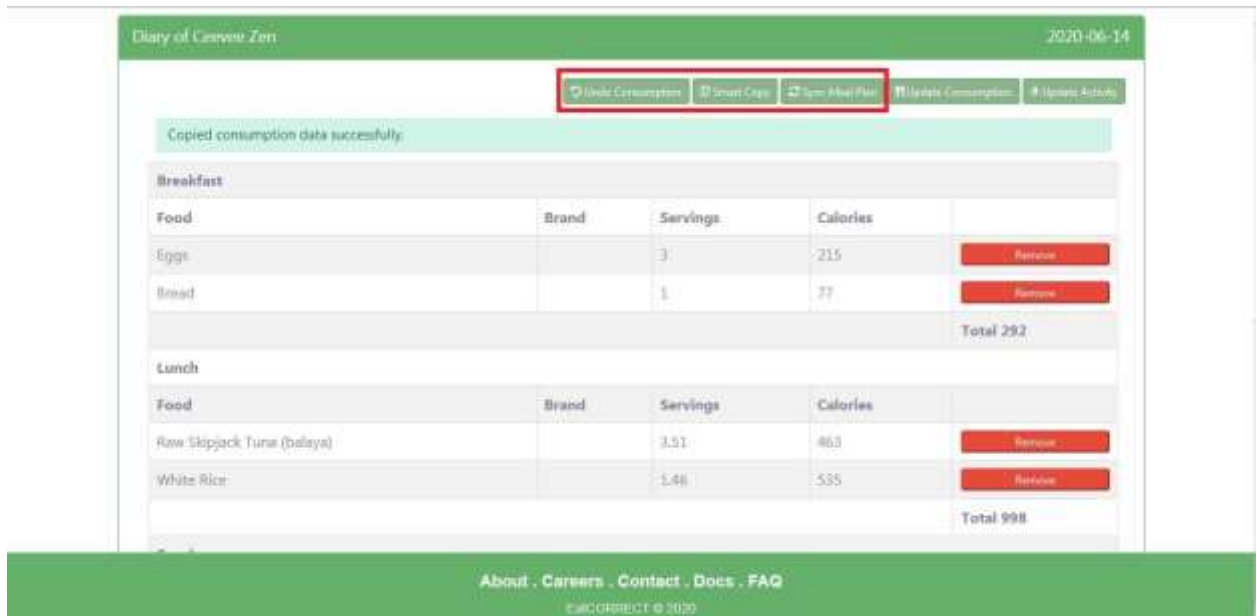 Diary of Ceevee Zen 2020-06-14
Undo Consumption Smart Copy Sync Meal Plan Update Consumption Update Activity
Copied consumption data successfully.
Breakfast
Food Brand Servings Calories
Eggs 3 215 Remove
Bread 1 77 Remove
Total 292
Lunch
Food Brand Servings Calories
Raw Skipjack Tuna (balaya) 3.51 463 Remove
White Rice 1.46 535 Remove
Total 998
About . Careers . Contact . Docs . FAQ
EatCORRECT © 2020